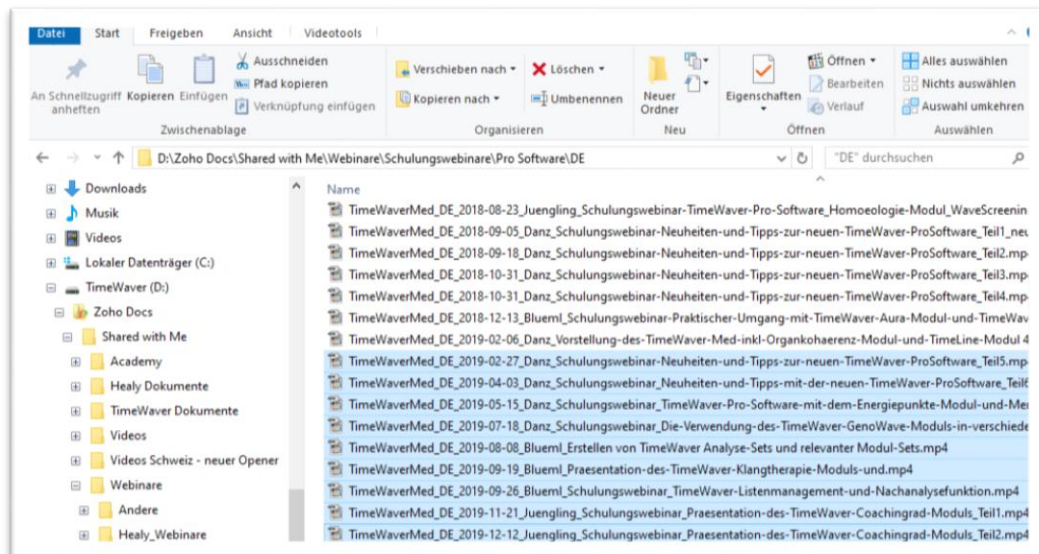 Datei Start Freigeben Ansicht Videotools
An Schnellzugriff anheften
Kopieren
Einfügen
Ausschneiden
Pfad kopieren
Verknüpfung einfügen
Zwischenablage
Verschieben nach
Kopieren nach
Löschen
Umbenennen
Organisieren
Neuer Ordner
Neu
Eigenschaften
Öffnen
Bearbeiten
Verlauf
Öffnen
Alles auswählen
Nichts auswählen
Auswahl umkehren
Auswählen
D:\Zoho Docs\Shared with Me\Webinare\Schulungswebinare\Pro Software\DE
"DE" durchsuchen
Downloads
Musik
Videos
Lokaler Datenträger (C:)
TimeWaver (D:)
Zoho Docs
Shared with Me
Academy
Healy Dokumente
TimeWaver Dokumente
Videos
Videos Schweiz - neuer Opener
Webinare
Andere
Healy_Webinare
Name
TimeWaverMed_DE_2018-08-23_Juengling_Schulungswebinar-TimeWaver-Pro-Software_Homoeologie-Modul_WaveScreenin
TimeWaverMed_DE_2018-09-05_Danz_Schulungswebinar-Neuheiten-und-Tipps-zur-neuen-TimeWaver-ProSoftware_Teil1_neu
TimeWaverMed_DE_2018-09-18_Danz_Schulungswebinar-Neuheiten-und-Tipps-zur-neuen-TimeWaver-ProSoftware_Teil2.mp
TimeWaverMed_DE_2018-10-31_Danz_Schulungswebinar-Neuheiten-und-Tipps-zur-neuen-TimeWaver-ProSoftware_Teil3.mp
TimeWaverMed_DE_2018-10-31_Danz_Schulungswebinar-Neuheiten-und-Tipps-zur-neuen-TimeWaver-ProSoftware_Teil4.mp
TimeWaverMed_DE_2018-12-13_Blueml_Schulungswebinar-Praktischer-Umgang-mit-TimeWaver-Aura-Modul-und-TimeWav
TimeWaverMed_DE_2019-02-06_Danz_Vorstellung-des-TimeWaver-Med-inkl-Organkohaerenz-Modul-und-TimeLine-Modul 4
TimeWaverMed_DE_2019-02-27_Danz_Schulungswebinar-Neuheiten-und-Tipps-zur-neuen-TimeWaver-ProSoftware_Teil5.mp
TimeWaverMed_DE_2019-04-03_Danz_Schulungswebinar_Neuheiten-und-Tipps-mit-der-neuen-TimeWaver-ProSoftware_Teil6
TimeWaverMed_DE_2019-05-15_Danz_Schulungswebinar_TimeWaver-Pro-Software-mit-dem-Energiepunkte-Modul-und-Me
TimeWaverMed_DE_2019-07-18_Danz_Schulungswebinar_Die-Verwendung-des-TimeWaver-GenoWave-Moduls-in-verschiede
TimeWaverMed_DE_2019-08-08_Blueml_Erstellen von TimeWaver Analyse-Sets und relevanter Modul-Sets.mp4
TimeWaverMed_DE_2019-09-19_Blueml_Praesentation-des-TimeWaver-Klangtherapie-Moduls-und.mp4
TimeWaverMed_DE_2019-09-26_Blueml_Schulungswebinar_TimeWaver-Listenmanagement-und-Nachanalysefunktion.mp4
TimeWaverMed_DE_2019-11-21_Juengling_Schulungswebinar_Praesentation-des-TimeWaver-Coachingrad-Moduls_Teil1.mp4
TimeWaverMed_DE_2019-12-12_Juengling_Schulungswebinar_Praesentation-des-TimeWaver-Coachingrad-Moduls_Teil2.mp4